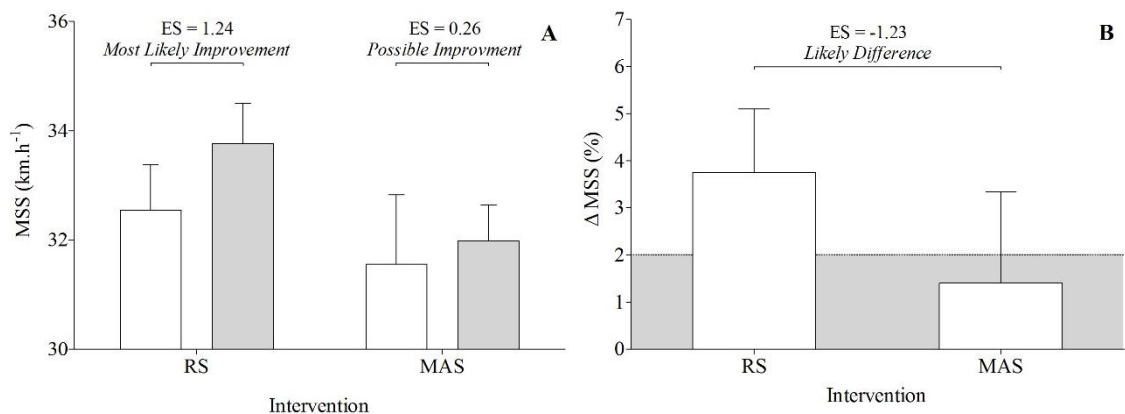 ES = 1.24
Most Likely Improvement
ES = 0.26
Possible Improvment
A
36
34
32
30
MSS (km.h⁻¹)
RS
MAS
Intervention
ES = -1.23
Likely Difference
B
7
6
5
4
3
2
1
0
Δ MSS (%)
RS
MAS
Intervention